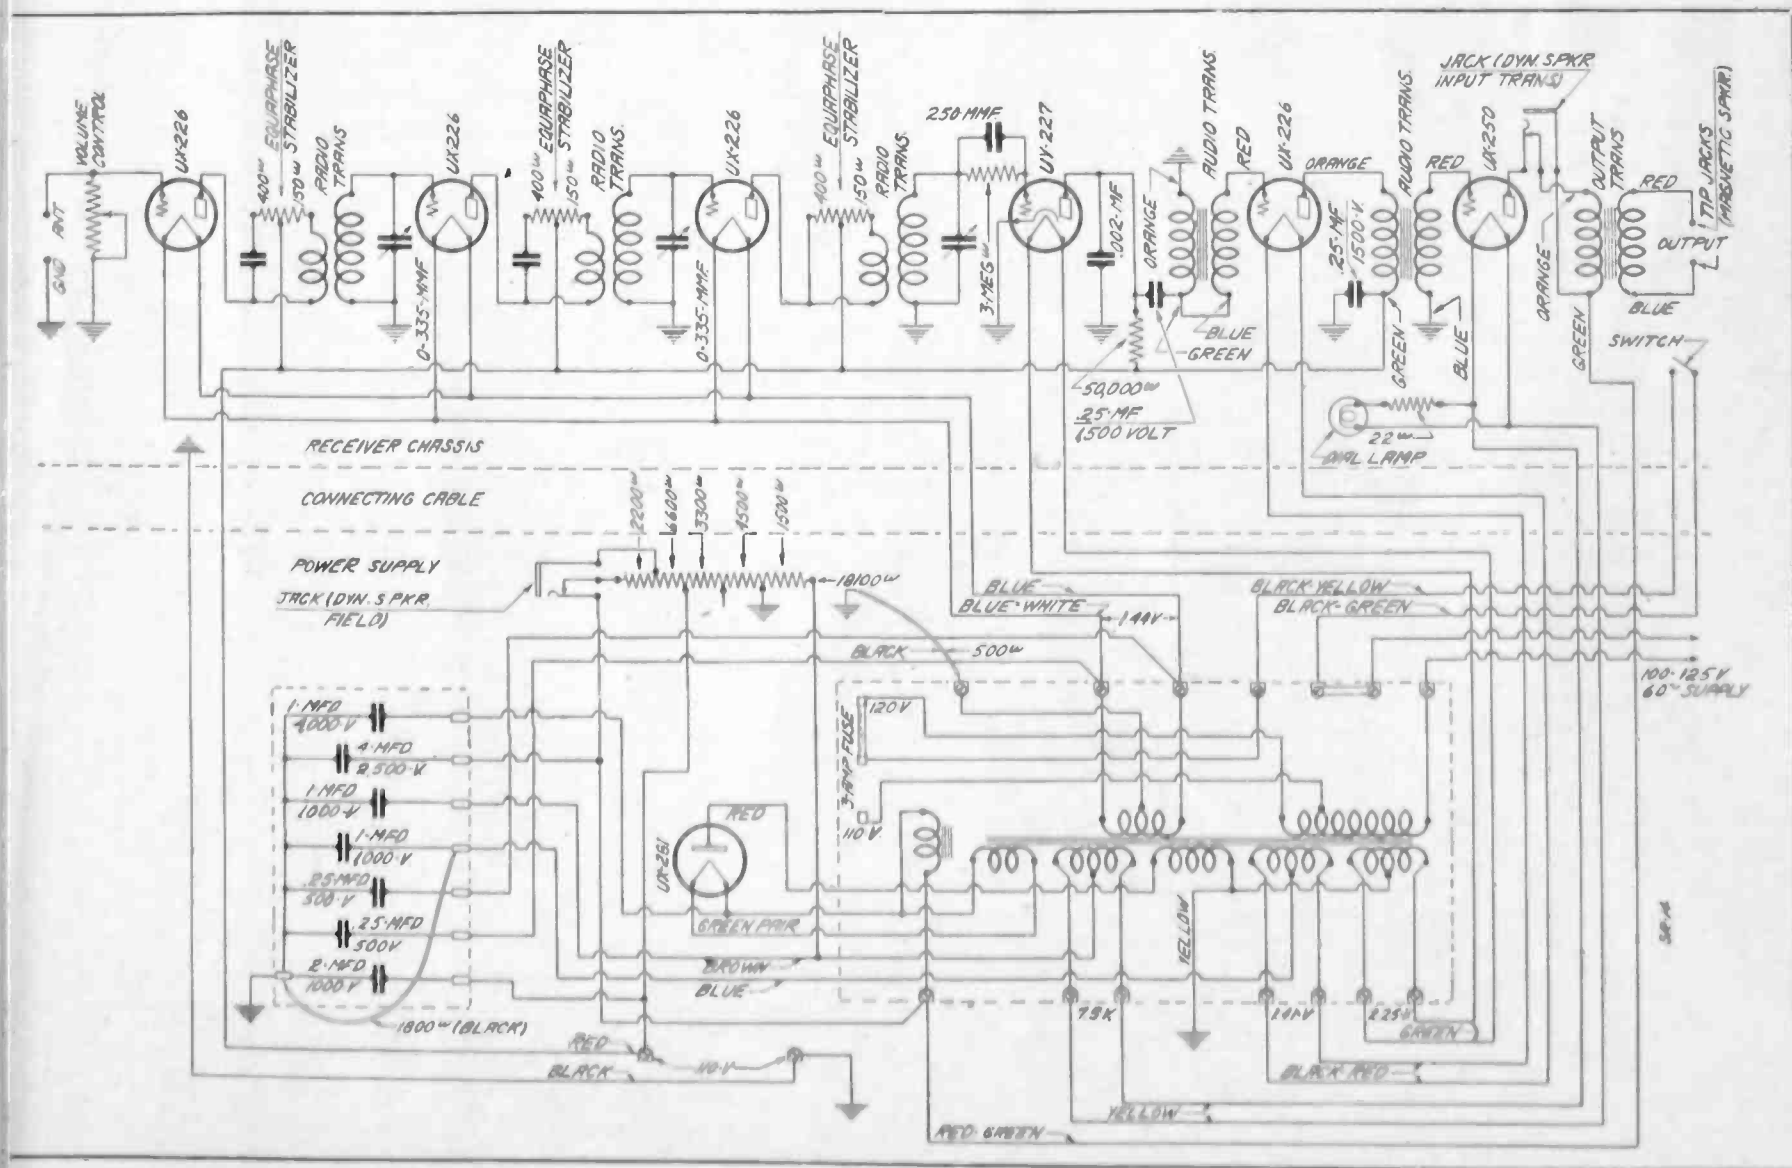 VOLUME
CONTROL
ANT
GND
UX-226
400ω
EQUAPHASE
150ω STABILIZER
RADIO
TRANS
0-335-MMF
UX-226
400ω
EQUAPHASE
150ω STABILIZER
RADIO
TRANS.
0-335-MMF.
UX-226
400ω
EQUAPHASE
150ω STABILIZER
RADIO
TRANS.
250-MMF.
3-MEGω
UY-227
.002-MF
ORANGE
AUDIO TRANS.
RED
BLUE
GREEN
50,000ω
.25-MF
1500 VOLT
UX-226
ORANGE
.25-MF
1500-V.
AUDIO TRANS.
RED
GREEN
BLUE
UX-250
JACK (DYN. SPKR
INPUT TRANS)
ORANGE
GREEN
OUTPUT
TRANS
RED
OUTPUT
BLUE
TIP JACKS
(MAGNETIC SPKR.)
SWITCH
22ω
DIAL LAMP
RECEIVER CHASSIS
CONNECTING CABLE
POWER SUPPLY
JACK (DYN. SPKR.
FIELD)
2200ω
6600ω
3300ω
4500ω
1500ω
18100ω
BLUE
BLUE-WHITE
1.44V
BLACK
500ω
BLACK-YELLOW
BLACK-GREEN
100-125V
60~ SUPPLY
1-MFD
4000-V
4-MFD
2,500-V
1-MFD
1000-V
1-MFD
1000-V
.25-MFD
500-V
.25-MFD
500V
2-MFD
1000-V
1800ω (BLACK)
UX-281
RED
GREEN PAIR
BROWN
BLUE
3-AMP FUSE
120V
110V.
YELLOW
GREEN
BLACK-RED
YELLOW
RED-GREEN
RED
BLACK
110-V